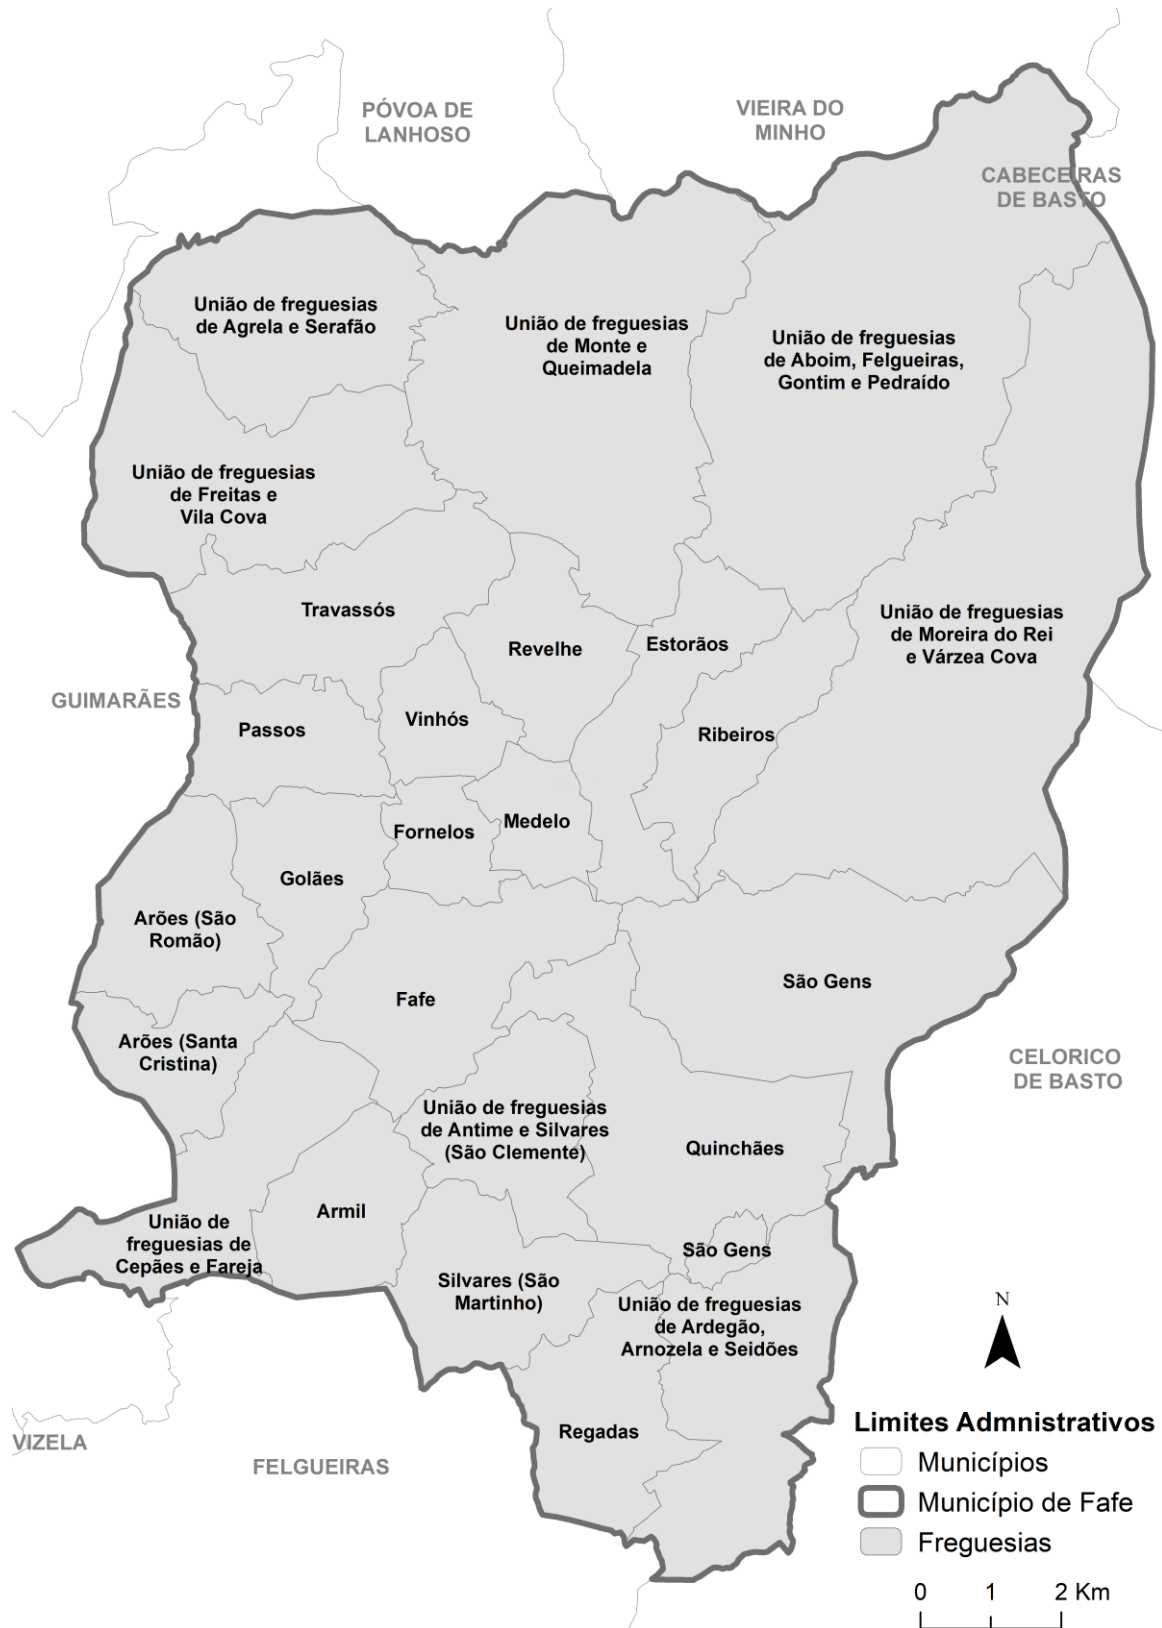 PÓVOA DE
LANHOSO
VIEIRA DO
MINHO
CABECEIRAS
DE BASTO
União de freguesias
de Agrela e Serafão
União de freguesias
de Monte e
Queimadela
União de freguesias
de Aboim, Felgueiras,
Gontim e Pedraído
União de freguesias
de Freitas e
Vila Cova
Travassós
Revelhe
Estorãos
União de freguesias
de Moreira do Rei
e Várzea Cova
GUIMARÃES
Passos
Vinhós
Ribeiros
Fornelos
Medelo
Golães
Arões (São
Romão)
Fafe
São Gens
Arões (Santa
Cristina)
CELORICO
DE BASTO
União de freguesias
de Antime e Silvares
(São Clemente)
Quinchães
Armil
União de
freguesias de
Cepães e Fareja
São Gens
Silvares (São
Martinho)
União de freguesias
de Ardegão,
Arnozela e Seidões
Regadas
VIZELA
FELGUEIRAS
N
Limites Admnistrativos
Municípios
Município de Fafe
Freguesias
0 1 2 Km